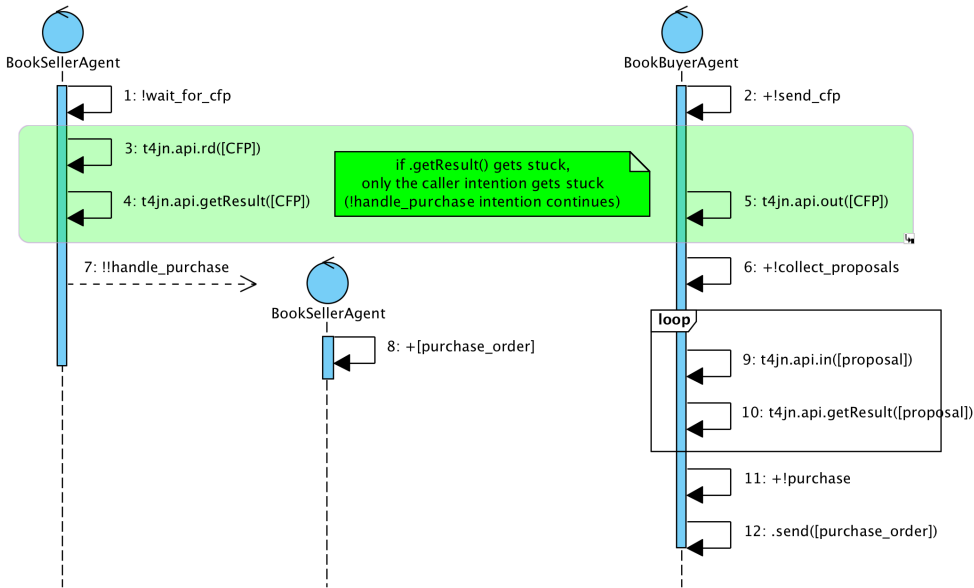 BookSellerAgent
BookBuyerAgent
1: !wait_for_cfp
2: +!send_cfp
3: t4jn.api.rd([CFP])
if .getResult() gets stuck,
only the caller intention gets stuck
(!handle_purchase intention continues)
4: t4jn.api.getResult([CFP])
5: t4jn.api.out([CFP])
7: !!handle_purchase
6: +!collect_proposals
BookSellerAgent
loop
8: +[purchase_order]
9: t4jn.api.in([proposal])
10: t4jn.api.getResult([proposal])
11: +!purchase
12: .send([purchase_order])